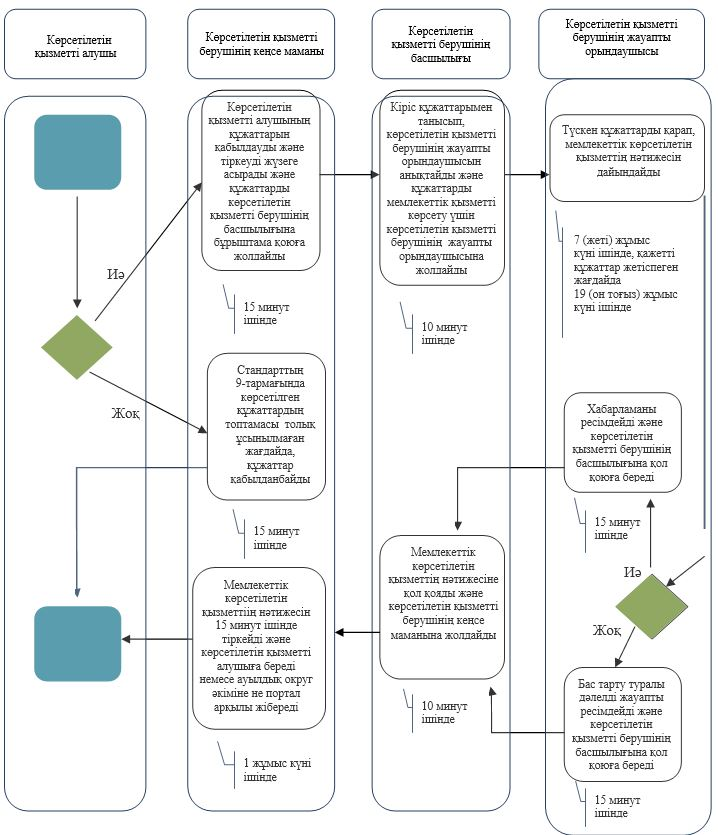 Көрсетілетін
қызметті алушы
Көрсетілетін қызметті
берушінің кеңсе маманы
Көрсетілетін
қызметті берушінің
басшылығы
Көрсетілетін қызметті
берушінің жауапты
орындаушысы
Көрсетілетін
қызметті алушының
құжаттарын
қабылдауды және
тіркеуді жүзеге
асырады және
құжаттарды
көрсетілетін
қызметті берушінің
басшылығына
бұрыштама қоюға
жолдайды
Кіріс құжаттарымен
танысып,
көрсетілетін қызметті
берушінің жауапты
орындаушысын
анықтайды және
құжаттарды
мемлекеттік қызметті
көрсету үшін
көрсетілетін қызметті
берушінің жауапты
орындаушысына
жолдайды
Түскен құжаттарды қарап,
мемлекеттік көрсетілетін
қызметтің нәтижесін
дайындайды
7 (жеті) жұмыс
күні ішінде, қажетті
құжаттар жетіспеген
жағдайда
19 (он тоғыз) жұмыс
күні ішінде
Иә
15 минут
ішінде
10 минут
ішінде
Стандарттың
9-тармағында
көрсетілген
құжаттардың
топтамасы толық
ұсынылмаған
жағдайда,
құжаттар
қабылданбайды
Жоқ
Хабарламаны
ресімдейді және
көрсетілетін
қызметті берушінің
басшылығына қол
қоюға береді
15 минут
ішінде
15 минут
ішінде
Мемлекеттік
көрсетілетін
қызметтің нәтижесіне
қол қояды және
көрсетілетін қызметті
берушінің кеңсе
маманына жолдайды
Иә
Мемлекеттік
көрсетілетін
қызметтіің нәтижесін
15 минут ішінде
тіркейді және
көрсетілетін қызметті
алушыға береді
немесе ауылдық округ
әкіміне не портал
арқылы жібереді
Жоқ
Бас тарту туралы
дәлелді жауапты
ресімдейді және
көрсетілетін
қызметті берушінің
басшылығына қол
қоюға береді
10 минут
ішінде
1 жұмыс күні
ішінде
15 минут
ішінде